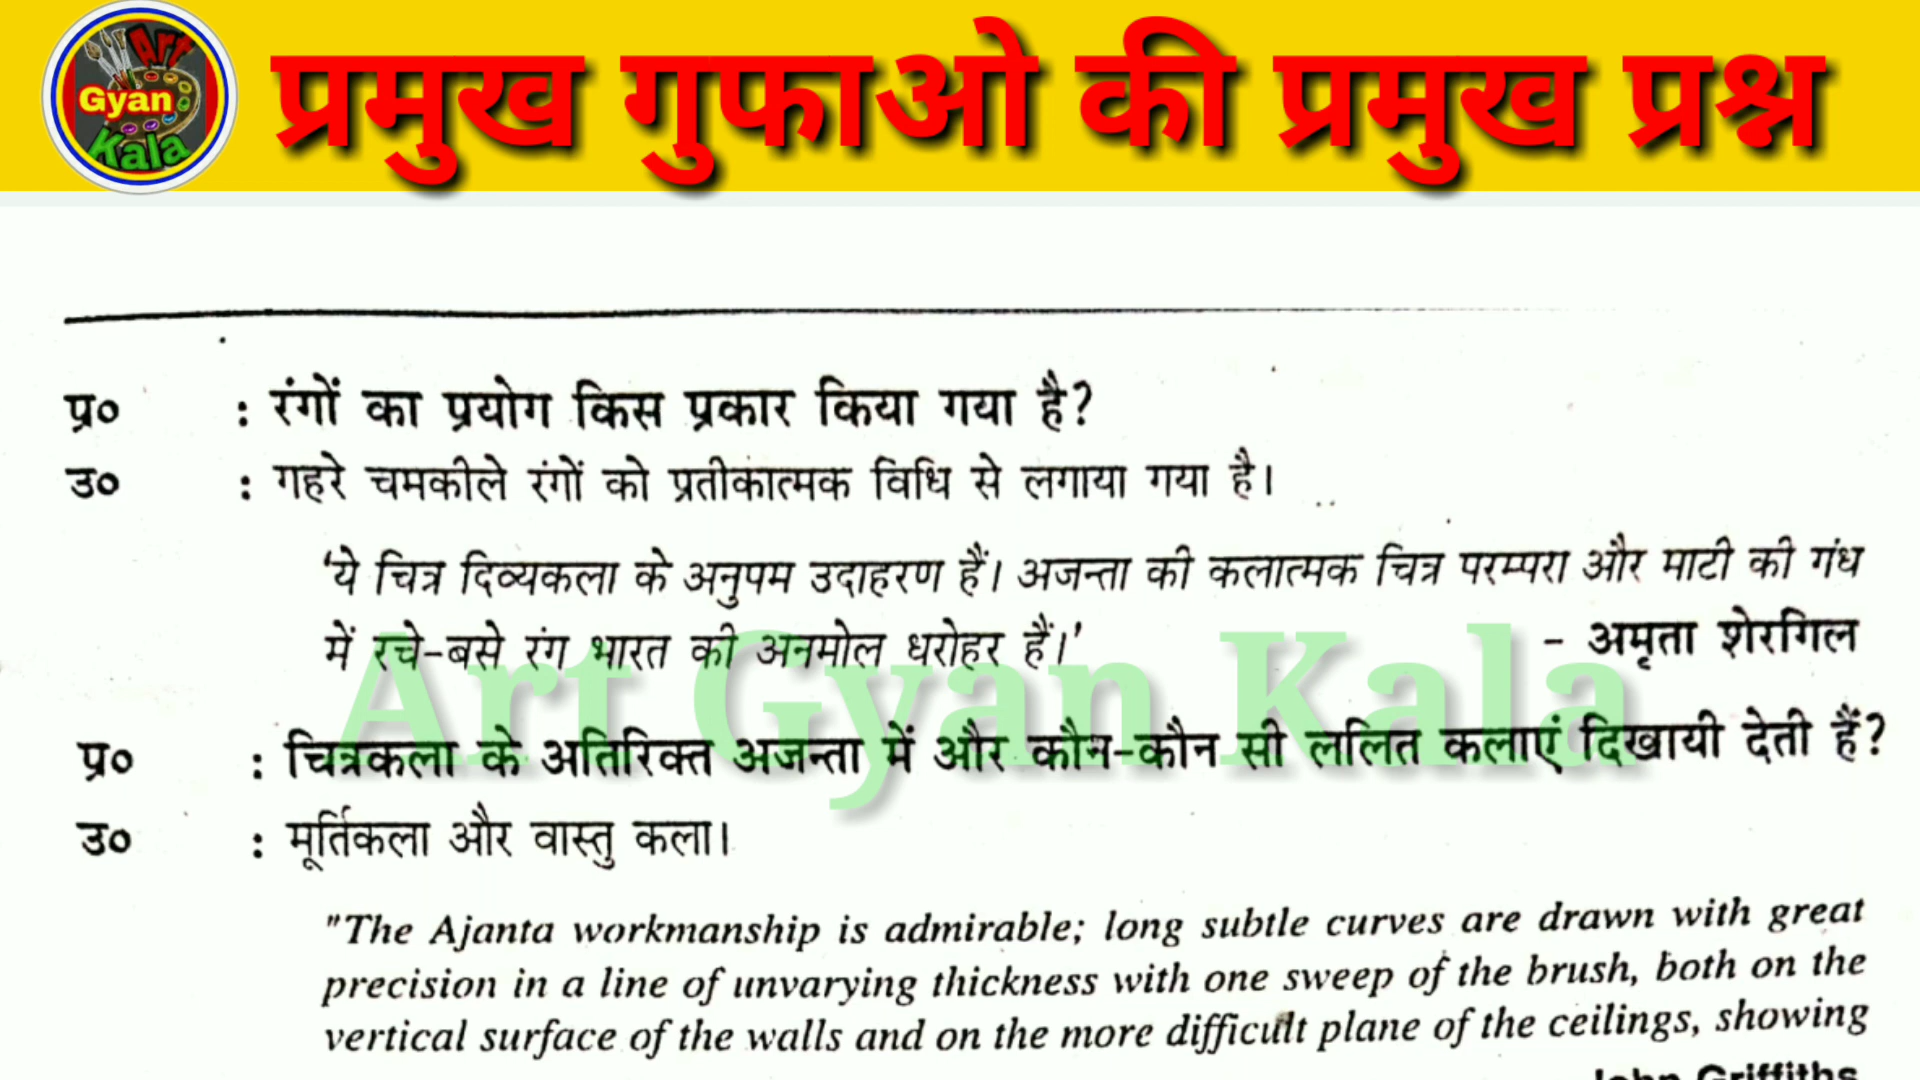 Art
Gyan
Kala
प्रमुख गुफाओ की प्रमुख प्रश्न
प्र० : रंगों का प्रयोग किस प्रकार किया गया है?
उ० : गहरे चमकीले रंगों को प्रतीकात्मक विधि से लगाया गया है।
‘ये चित्र दिव्यकला के अनुपम उदाहरण हैं। अजन्ता की कलात्मक चित्र परम्परा और माटी की गंध
में रचे-बसे रंग भारत की अनमोल धरोहर हैं।’ - अमृता शेरगिल
Art Gyan Kala
प्र० : चित्रकला के अतिरिक्त अजन्ता में और कौन-कौन सी ललित कलाएं दिखायी देती हैं?
उ० : मूर्तिकला और वास्तु कला।
"The Ajanta workmanship is admirable; long subtle curves are drawn with great
precision in a line of unvarying thickness with one sweep of the brush, both on the
vertical surface of the walls and on the more difficult plane of the ceilings, showing
John Griffiths